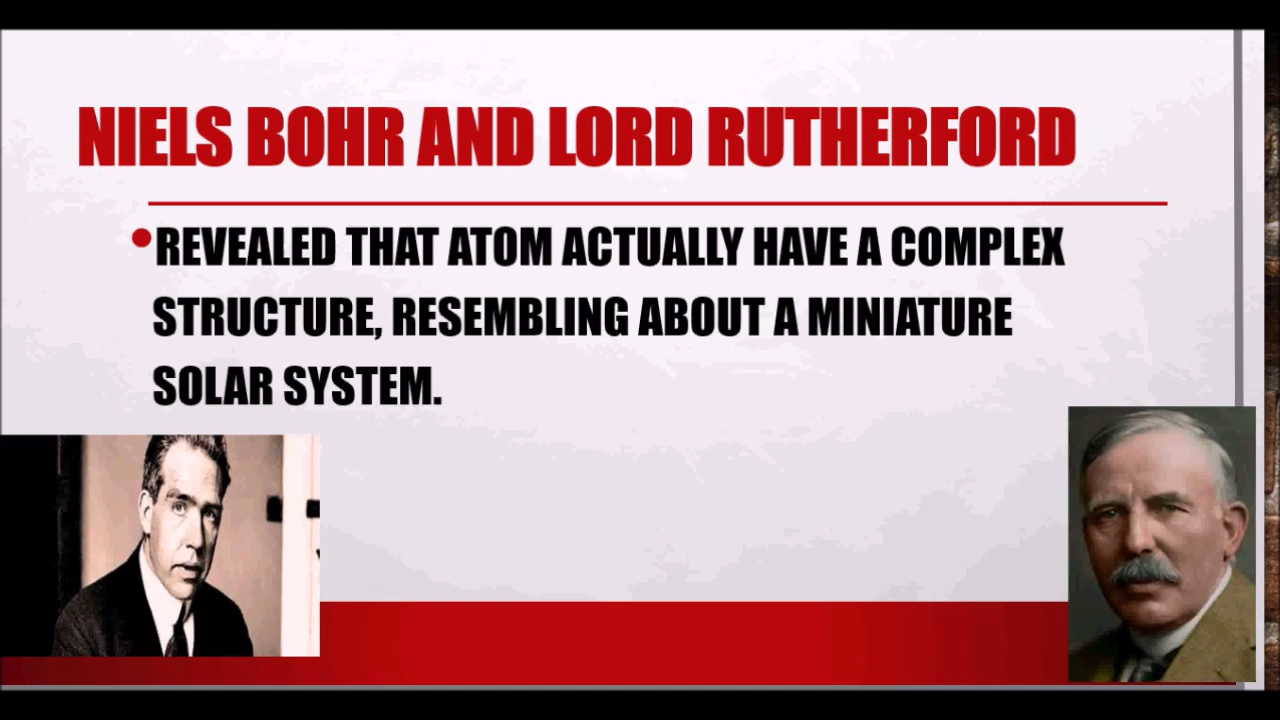 NIELS BOHR AND LORD RUTHERFORD
•REVEALED THAT ATOM ACTUALLY HAVE A COMPLEX
STRUCTURE, RESEMBLING ABOUT A MINIATURE
SOLAR SYSTEM.